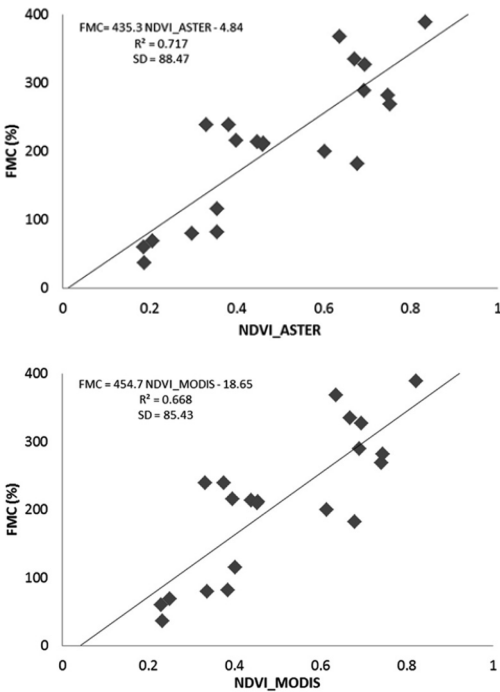 FMC= 435.3 NDVI_ASTER - 4.84
R² = 0.717
SD = 88.47
400
300
200
100
0
FMC (%)
0 0.2 0.4 0.6 0.8 1
NDVI_ASTER
FMC = 454.7 NDVI_MODIS - 18.65
R² = 0.668
SD = 85.43
400
300
200
100
0
FMC (%)
0 0.2 0.4 0.6 0.8 1
NDVI_MODIS